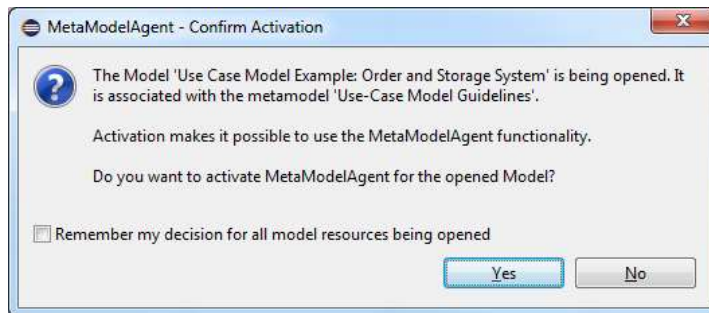 MetaModelAgent - Confirm Activation
The Model 'Use Case Model Example: Order and Storage System' is being opened. It
is associated with the metamodel 'Use-Case Model Guidelines'.
Activation makes it possible to use the MetaModelAgent functionality.
Do you want to activate MetaModelAgent for the opened Model?
Remember my decision for all model resources being opened
Yes No